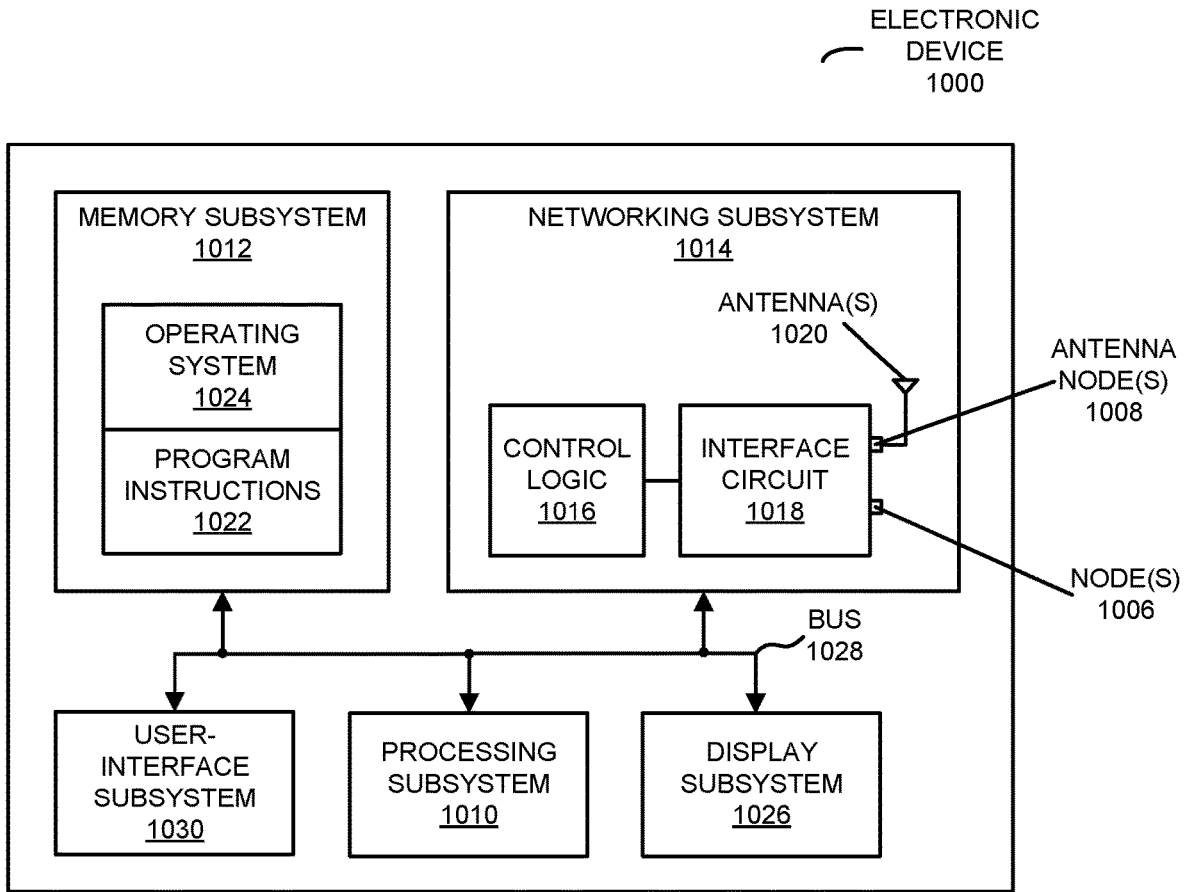 ELECTRONIC
DEVICE
1000
MEMORY SUBSYSTEM
1012
OPERATING
SYSTEM
1024
PROGRAM
INSTRUCTIONS
1022
NETWORKING SUBSYSTEM
1014
ANTENNA(S)
1020
CONTROL
LOGIC
1016
INTERFACE
CIRCUIT
1018
ANTENNA
NODE(S)
1008
NODE(S)
1006
BUS
1028
USER-
INTERFACE
SUBSYSTEM
1030
PROCESSING
SUBSYSTEM
1010
DISPLAY
SUBSYSTEM
1026